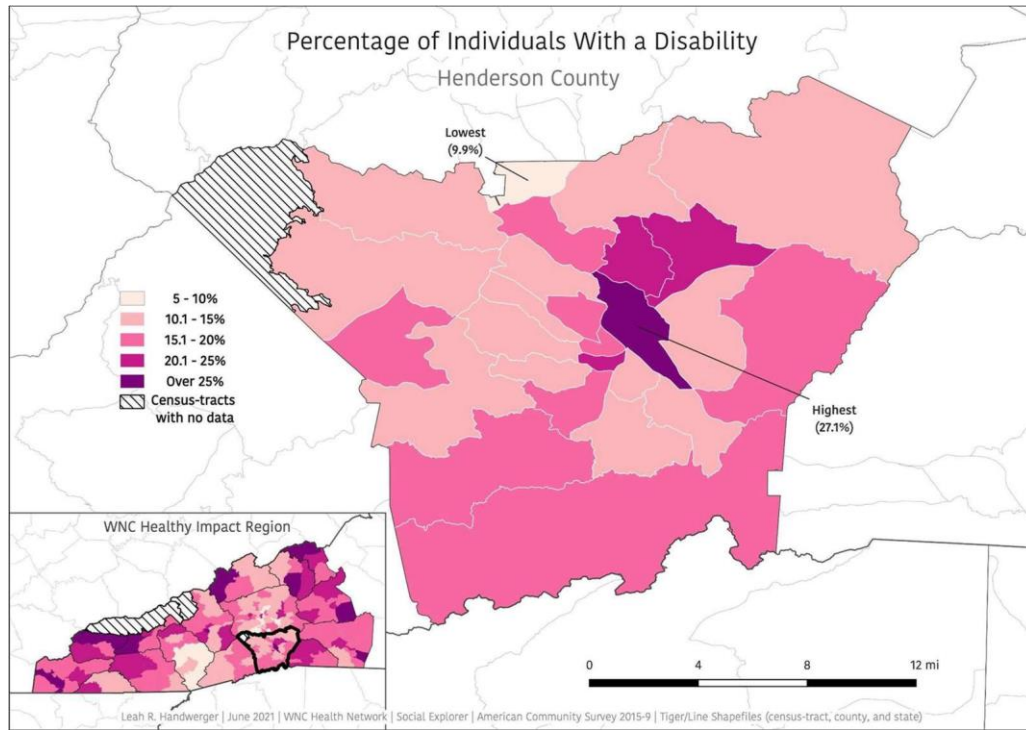 Percentage of Individuals With a Disability
Henderson County
Lowest
(9.9%)
5 - 10%
10.1 - 15%
15.1 - 20%
20.1 - 25%
Over 25%
Census-tracts
with no data
Highest
(27.1%)
WNC Healthy Impact Region
0 4 8 12 mi
Leah R. Handwerger | June 2021 | WNC Health Network | Social Explorer | American Community Survey 2015-9 | Tiger/Line Shapefiles (census-tract, county, and state)